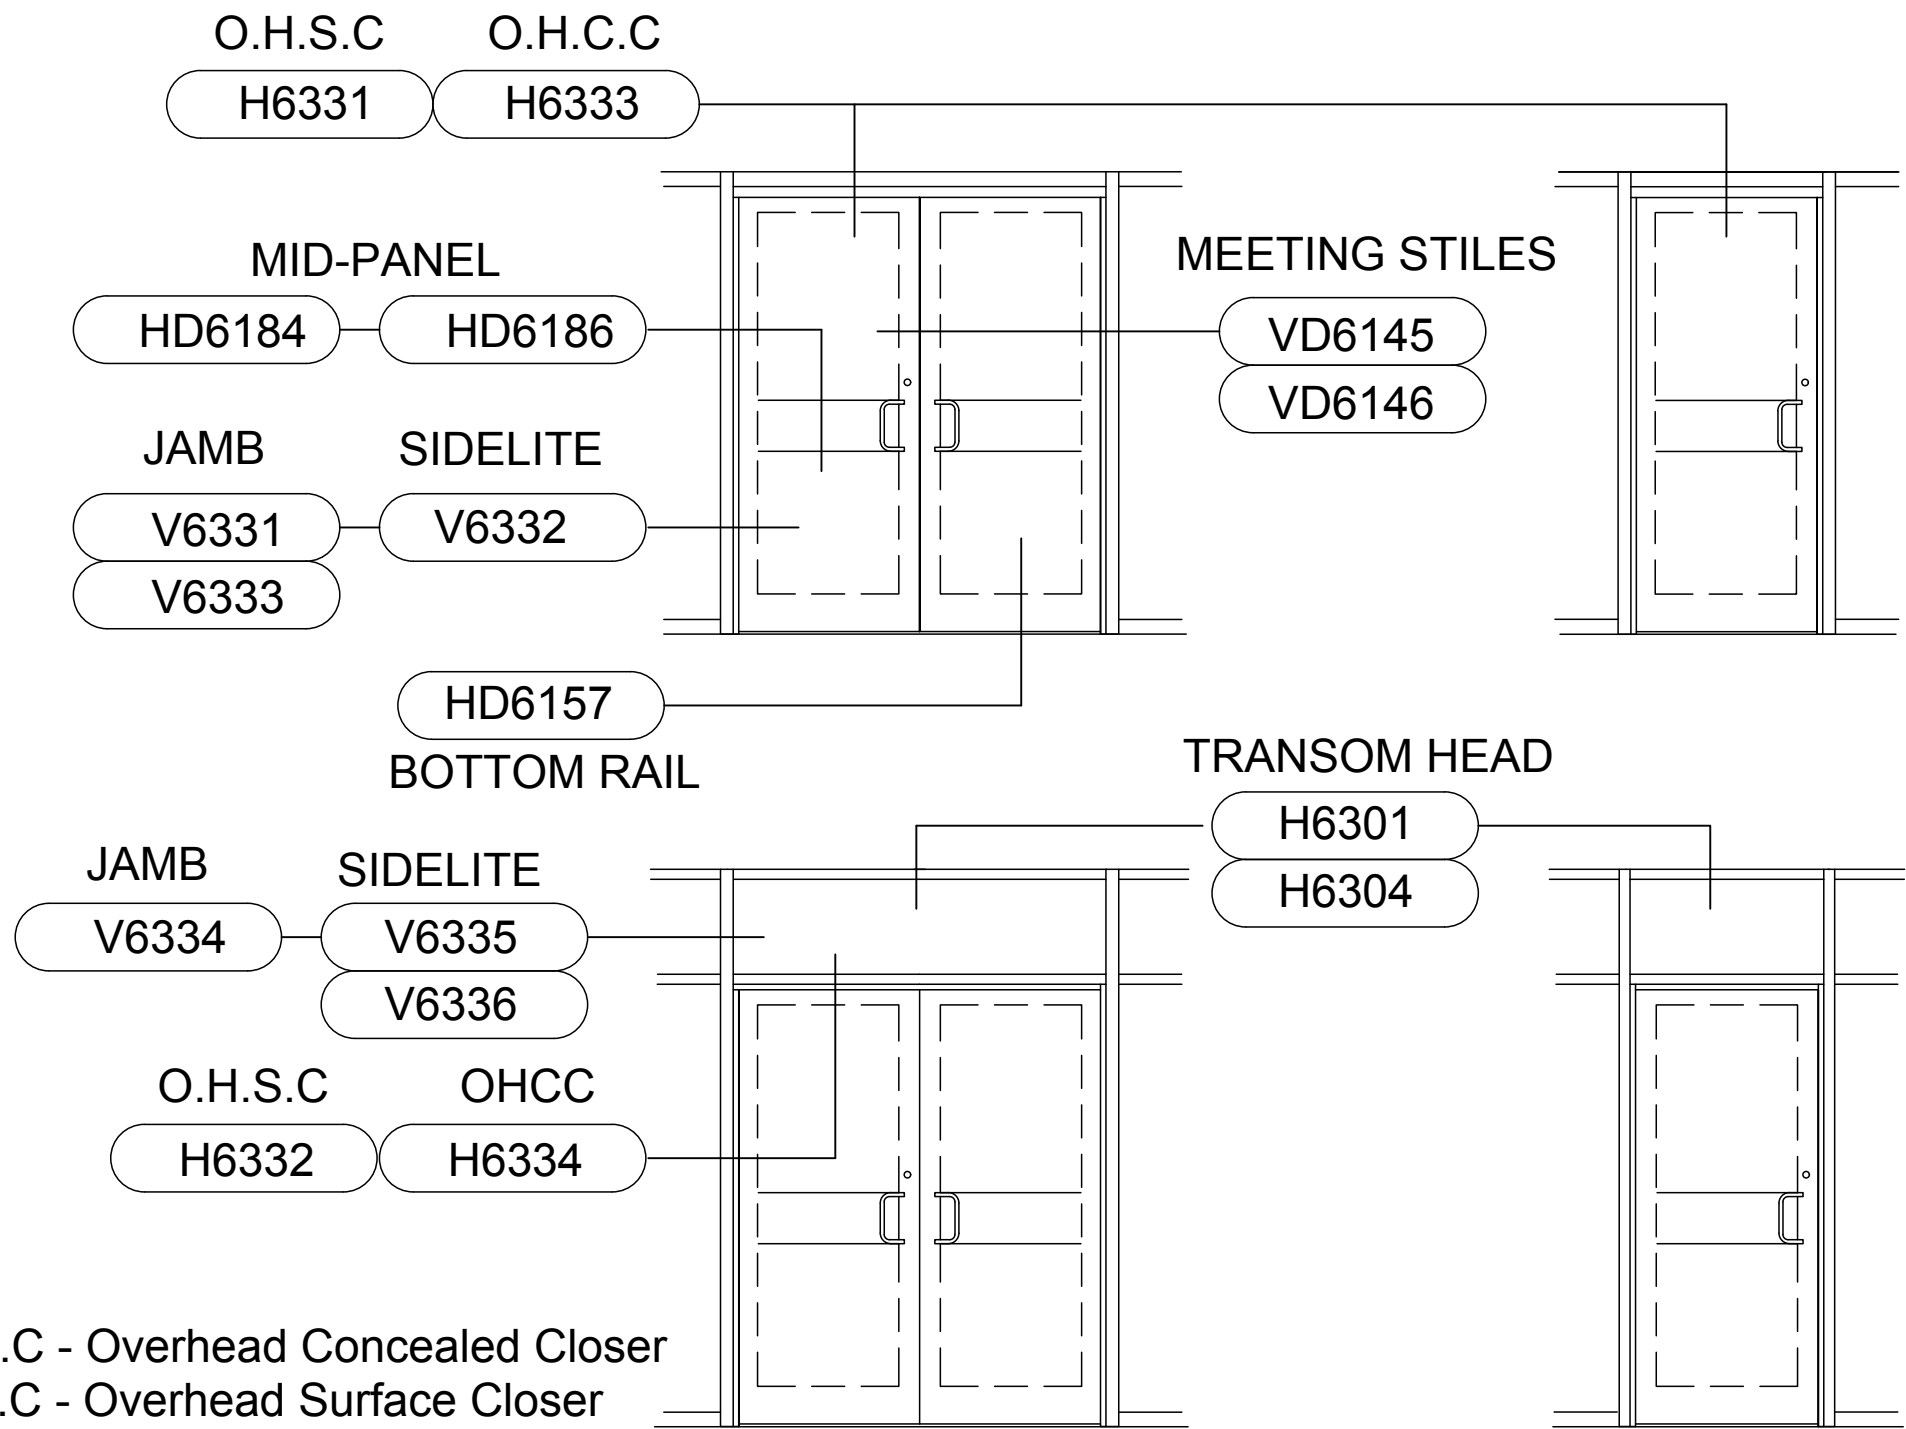 O.H.S.C O.H.C.C
H6331 H6333
MID-PANEL
HD6184 HD6186
MEETING STILES
VD6145
VD6146
JAMB SIDELITE
V6331 V6332
V6333
HD6157
BOTTOM RAIL
TRANSOM HEAD
H6301
H6304
JAMB SIDELITE
V6334 V6335
V6336
O.H.S.C OHCC
H6332 H6334
.C - Overhead Concealed Closer
.C - Overhead Surface Closer